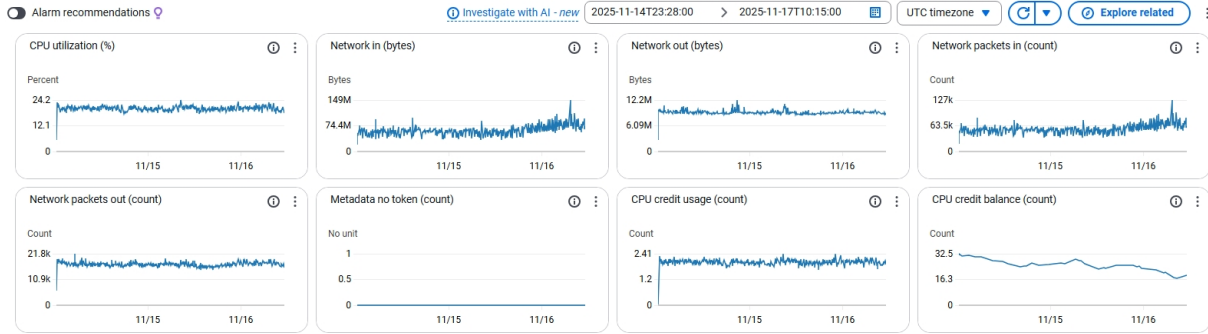 Alarm recommendations
Investigate with AI - new
2025-11-14T23:28:00 > 2025-11-17T10:15:00
UTC timezone
Explore related
CPU utilization (%)
Percent
24.2
12.1
0
11/15 11/16
Network in (bytes)
Bytes
149M
74.4M
0
11/15 11/16
Network out (bytes)
Bytes
12.2M
6.09M
0
11/15 11/16
Network packets in (count)
Count
127k
63.5k
0
11/15 11/16
Network packets out (count)
Count
21.8k
10.9k
0
11/15 11/16
Metadata no token (count)
No unit
1
0.5
0
11/15 11/16
CPU credit usage (count)
Count
2.41
1.2
0
11/15 11/16
CPU credit balance (count)
Count
32.5
16.3
0
11/15 11/16